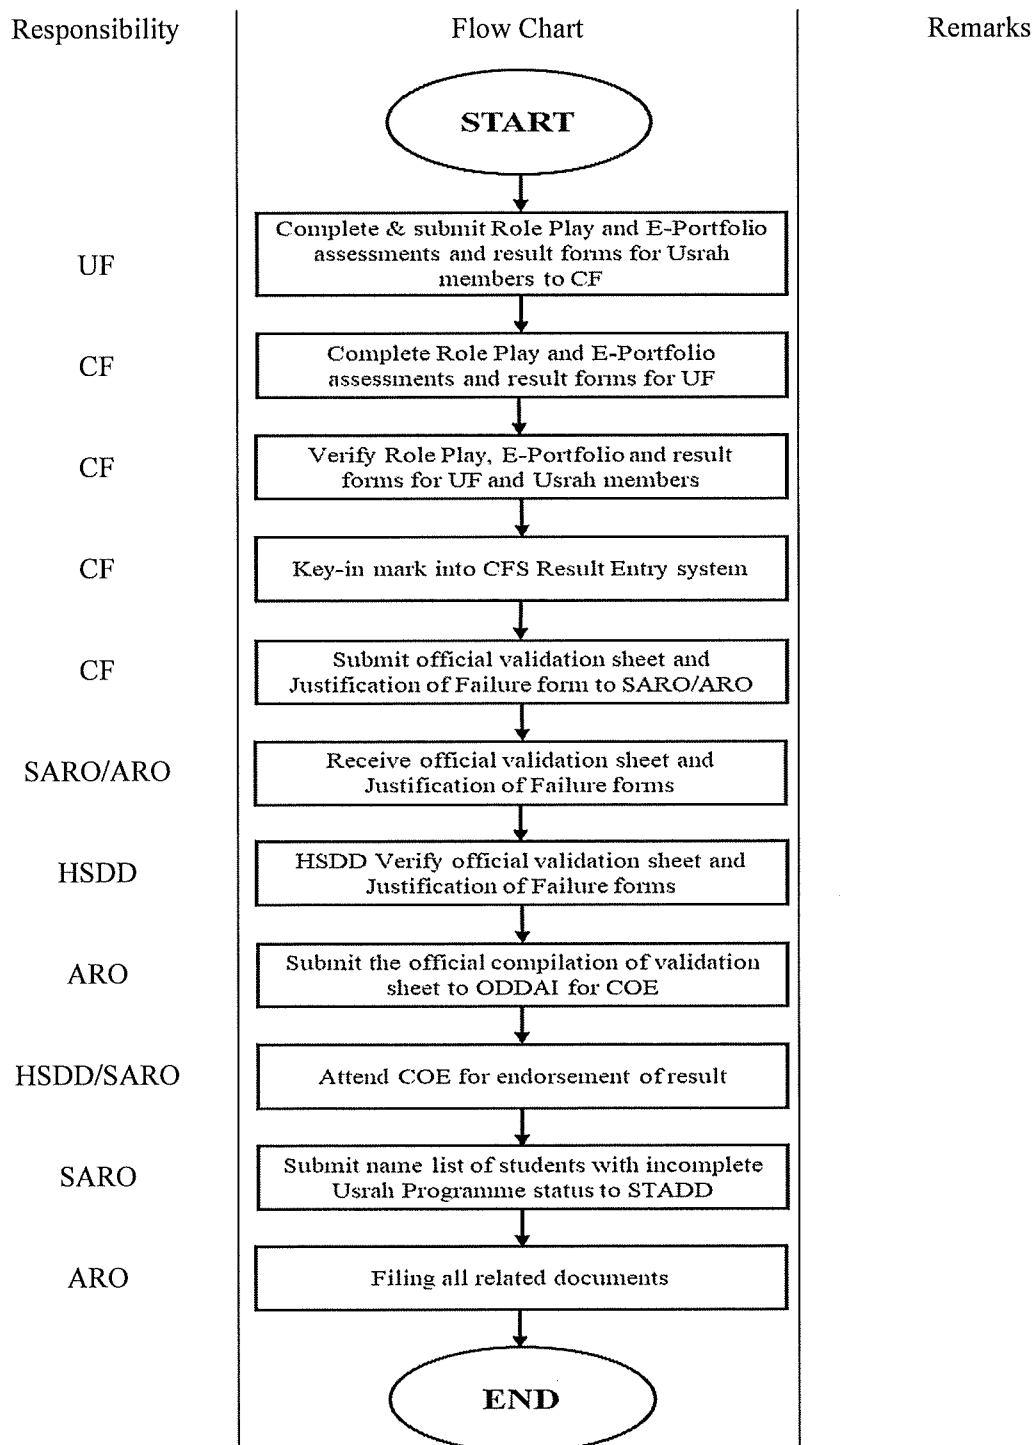 Responsibility Flow Chart Remarks
START
Complete & submit Role Play and E-Portfolio
assessments and result forms for Usrah
members to CF
UF
Complete Role Play and E-Portfolio
assessments and result forms for UF
CF
Verify Role Play, E-Portfolio and result
forms for UF and Usrah members
CF
Key-in mark into CFS Result Entry system
CF
Submit official validation sheet and
Justification of Failure form to SARO/ARO
CF
Receive official validation sheet and
Justification of Failure forms
SARO/ARO
HSDD Verify official validation sheet and
Justification of Failure forms
HSDD
Submit the official compilation of validation
sheet to ODDAI for COE
ARO
Attend COE for endorsement of result
HSDD/SARO
Submit name list of students with incomplete
Usrah Programme status to STADD
SARO
Filing all related documents
ARO
END